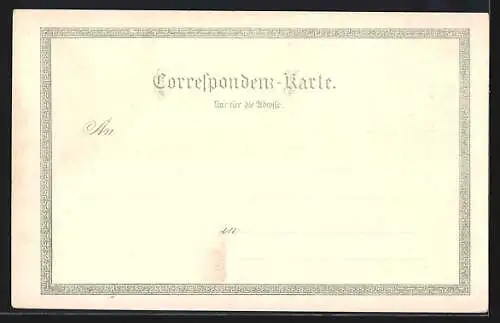 Correspondenz-Karte.
Nur für die Adresse.
An
in